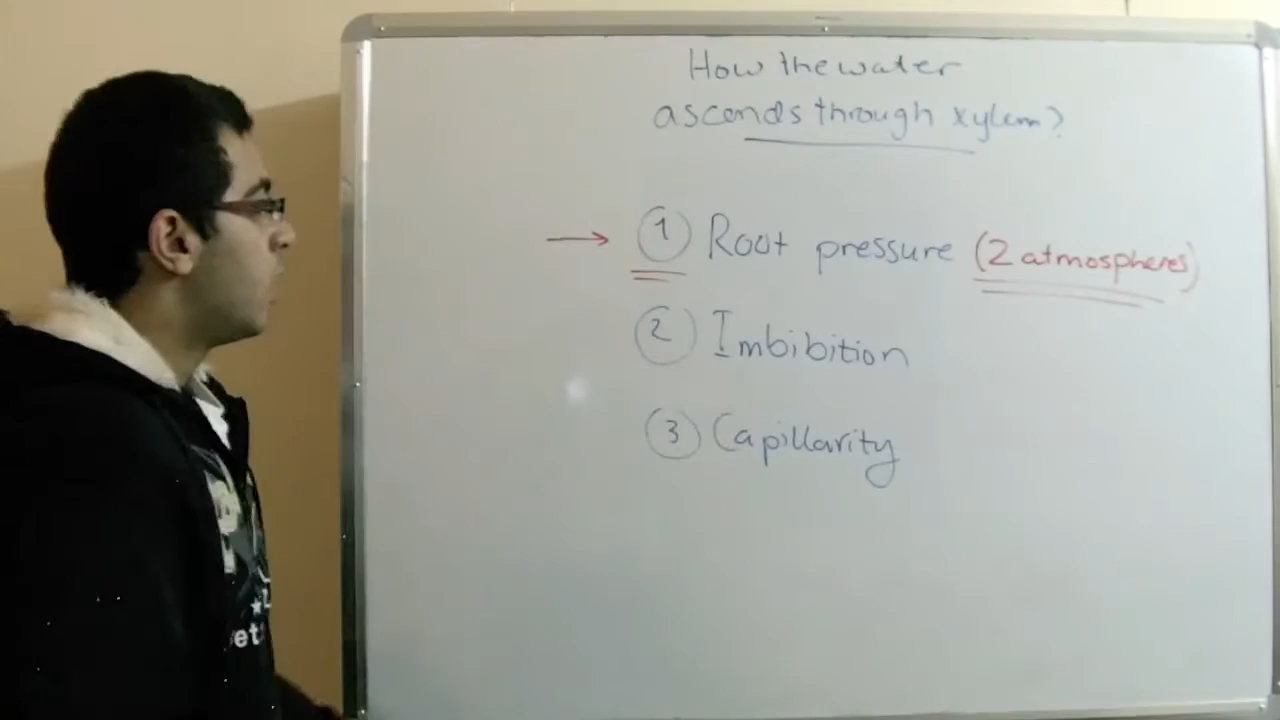 How the water
ascends through xylem?
→ 1 Root pressure (2 atmospheres)
2 Imbibition
3 Capillarity